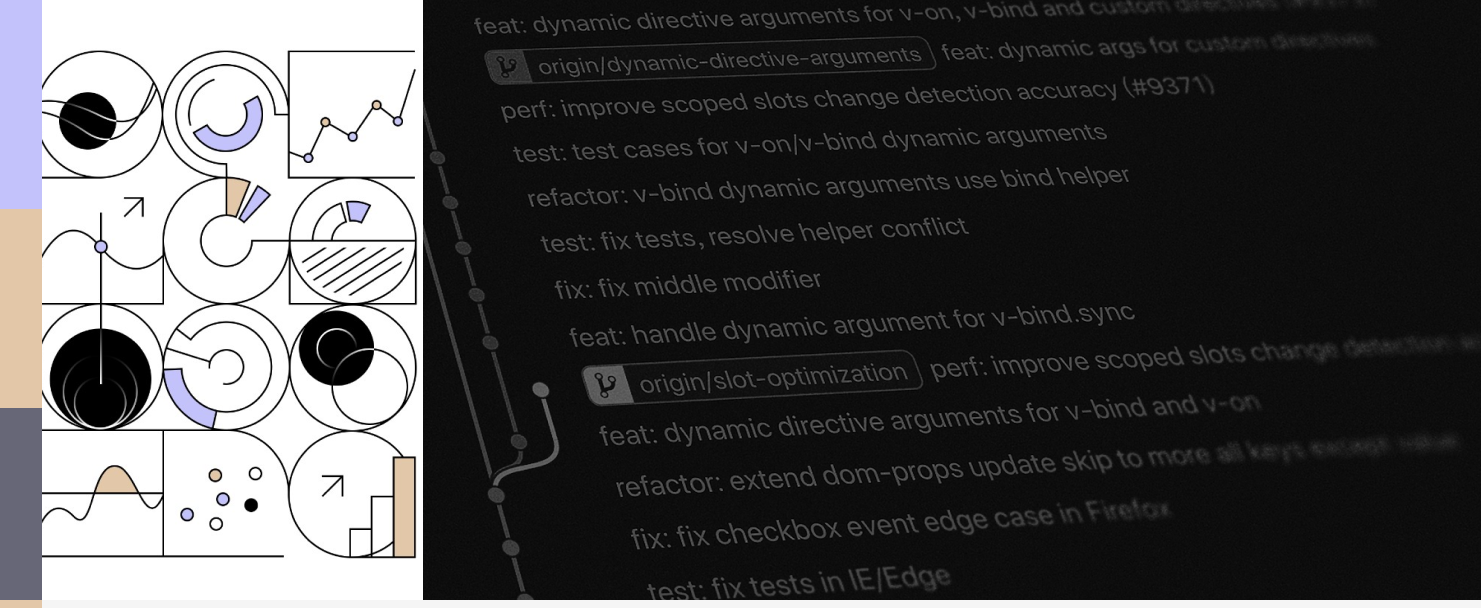 feat: dynamic directive arguments for v-on, v-bind and custom directives
origin/dynamic-directive-arguments feat: dynamic args for custom directives
perf: improve scoped slots change detection accuracy (#9371)
test: test cases for v-on/v-bind dynamic arguments
refactor: v-bind dynamic arguments use bind helper
test: fix tests, resolve helper conflict
fix: fix middle modifier
feat: handle dynamic argument for v-bind.sync
origin/slot-optimization perf: improve scoped slots change detection
feat: dynamic directive arguments for v-bind and v-on
refactor: extend dom-props update skip to more all keys except value
fix: fix checkbox event edge case in Firefox
test: fix tests in IE/Edge